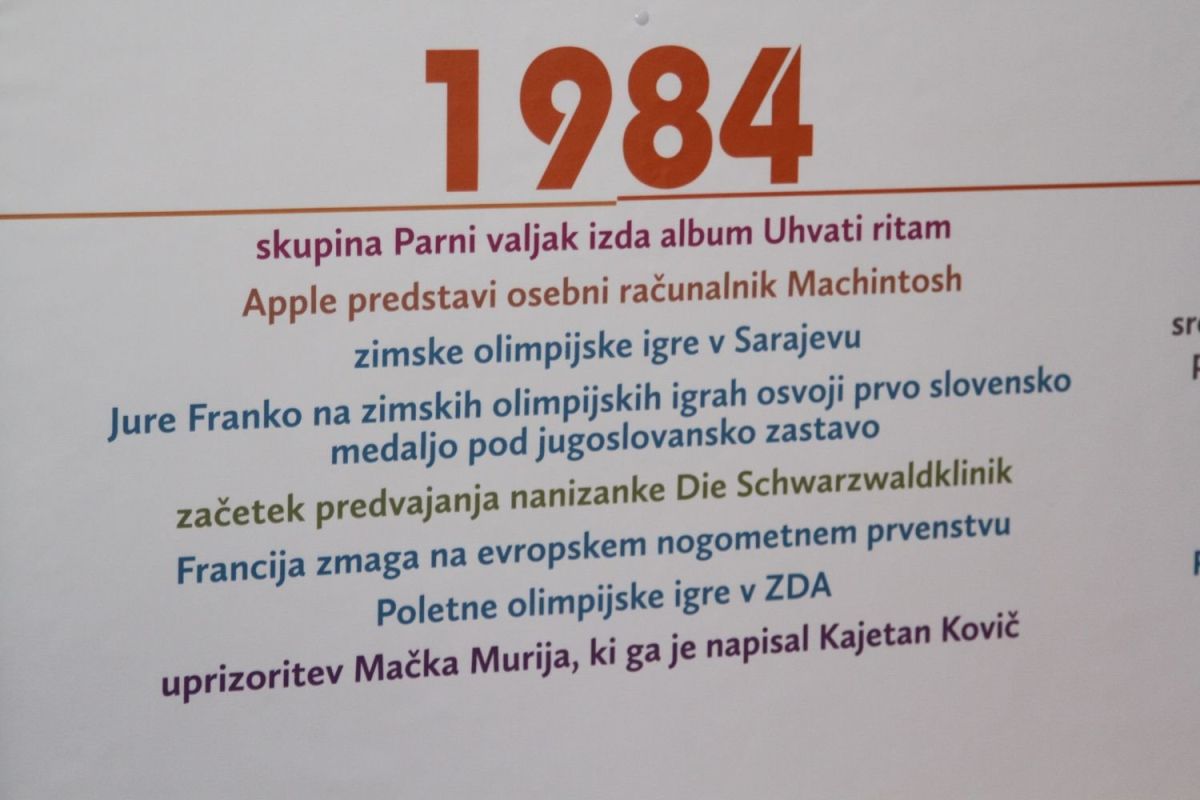 1984
skupina Parni valjak izda album Uhvati ritam
Apple predstavi osebni računalnik Machintosh
zimske olimpijske igre v Sarajevu
Jure Franko na zimskih olimpijskih igrah osvoji prvo slovensko
medaljo pod jugoslovansko zastavo
začetek predvajanja nanizanke Die Schwarzwaldklinik
Francija zmaga na evropskem nogometnem prvenstvu
Poletne olimpijske igre v ZDA
uprizoritev Mačka Murija, ki ga je napisal Kajetan Kovič